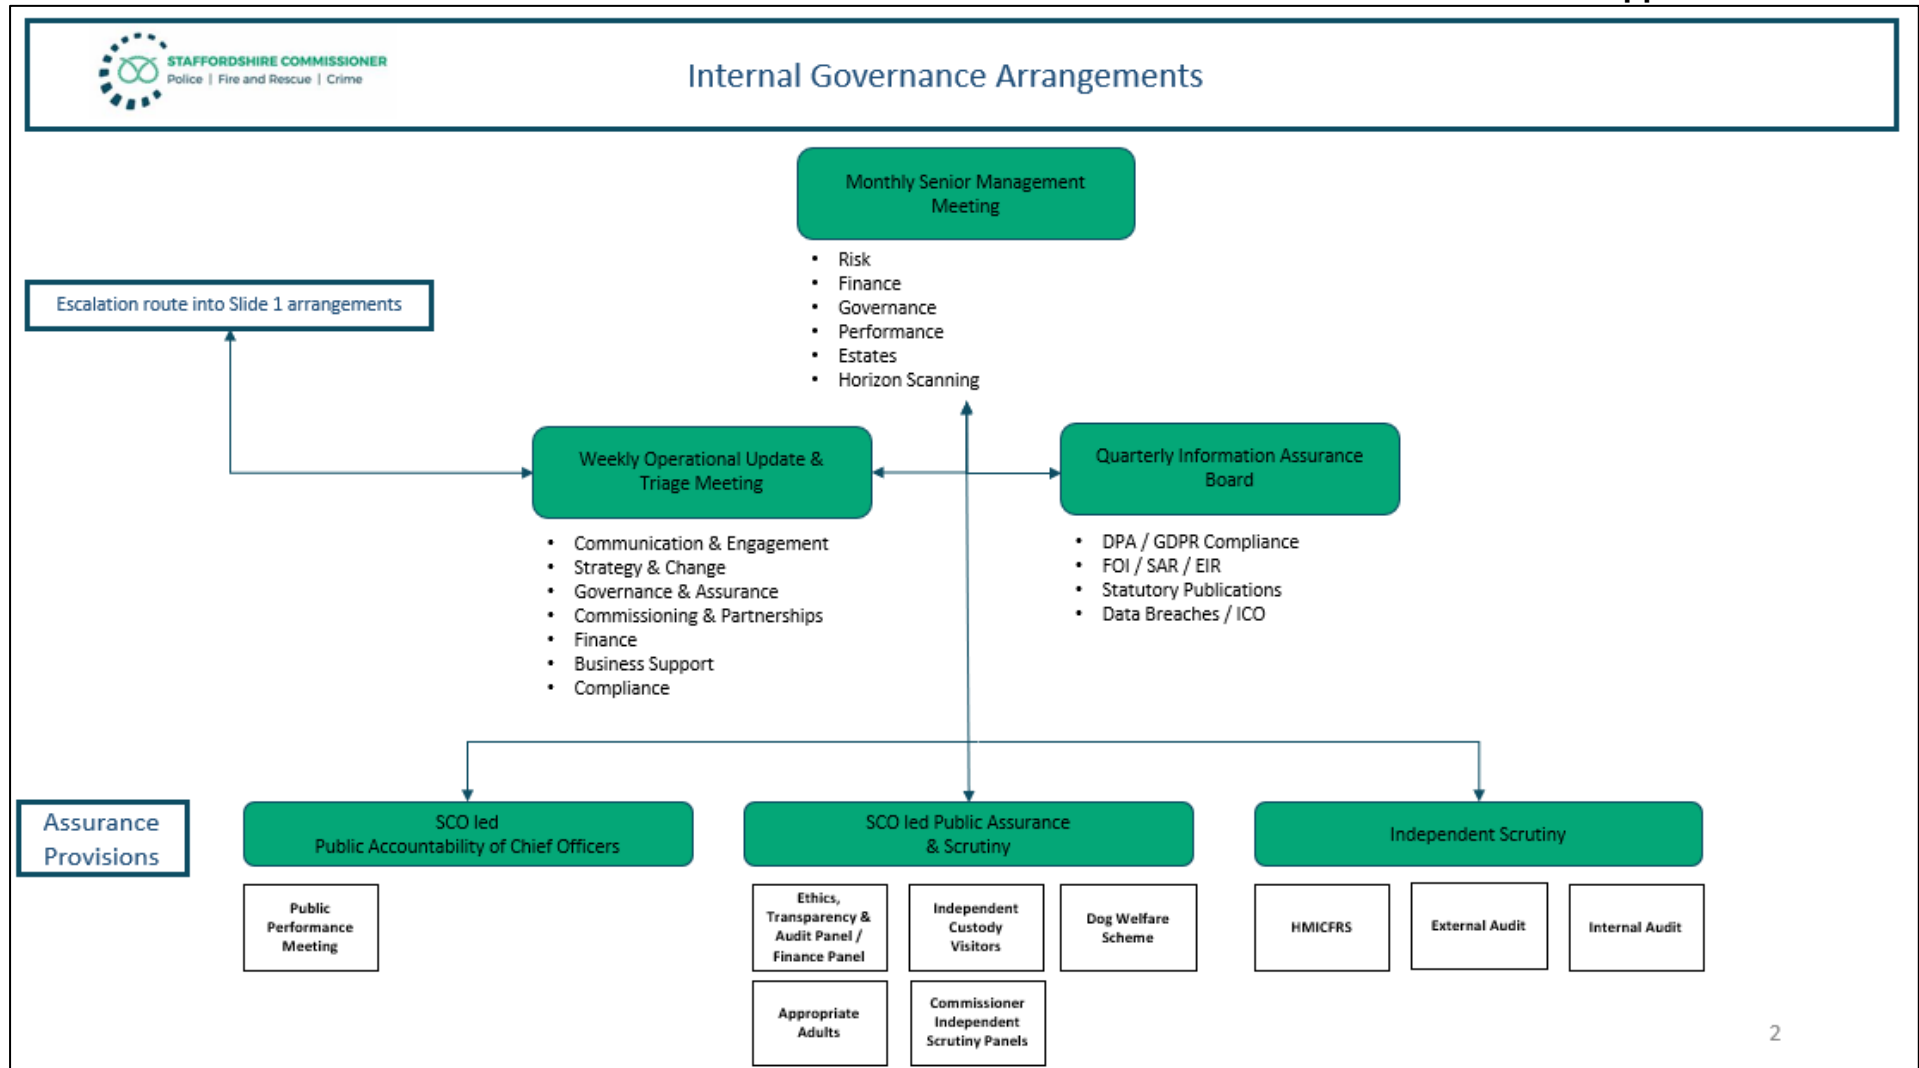 STAFFORDSHIRE COMMISSIONER
Police | Fire and Rescue | Crime
Internal Governance Arrangements
Monthly Senior Management
Meeting
• Risk
• Finance
• Governance
• Performance
• Estates
• Horizon Scanning
Escalation route into Slide 1 arrangements
Weekly Operational Update &
Triage Meeting
• Communication & Engagement
• Strategy & Change
• Governance & Assurance
• Commissioning & Partnerships
• Finance
• Business Support
• Compliance
Quarterly Information Assurance
Board
• DPA / GDPR Compliance
• FOI / SAR / EIR
• Statutory Publications
• Data Breaches / ICO
Assurance
Provisions
SCO led
Public Accountability of Chief Officers
Public
Performance
Meeting
SCO led Public Assurance
& Scrutiny
Ethics,
Transparency &
Audit Panel /
Finance Panel
Independent
Custody
Visitors
Dog Welfare
Scheme
Appropriate
Adults
Commissioner
Independent
Scrutiny Panels
Independent Scrutiny
HMICFRS
External Audit
Internal Audit
2